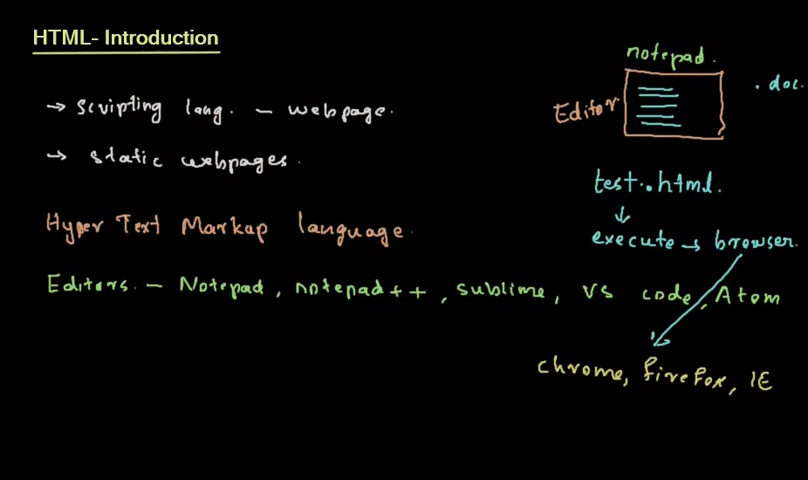 HTML- Introduction
notepad.
→ Scripting lang. - webpage.
Editor
.doc
→ Static webpages.
test.html.
Hyper Text Markap language.
execute → browser.
Editors. - Notepad, notepad++, sublime, VS code, Atom
chrome, firefox, IE